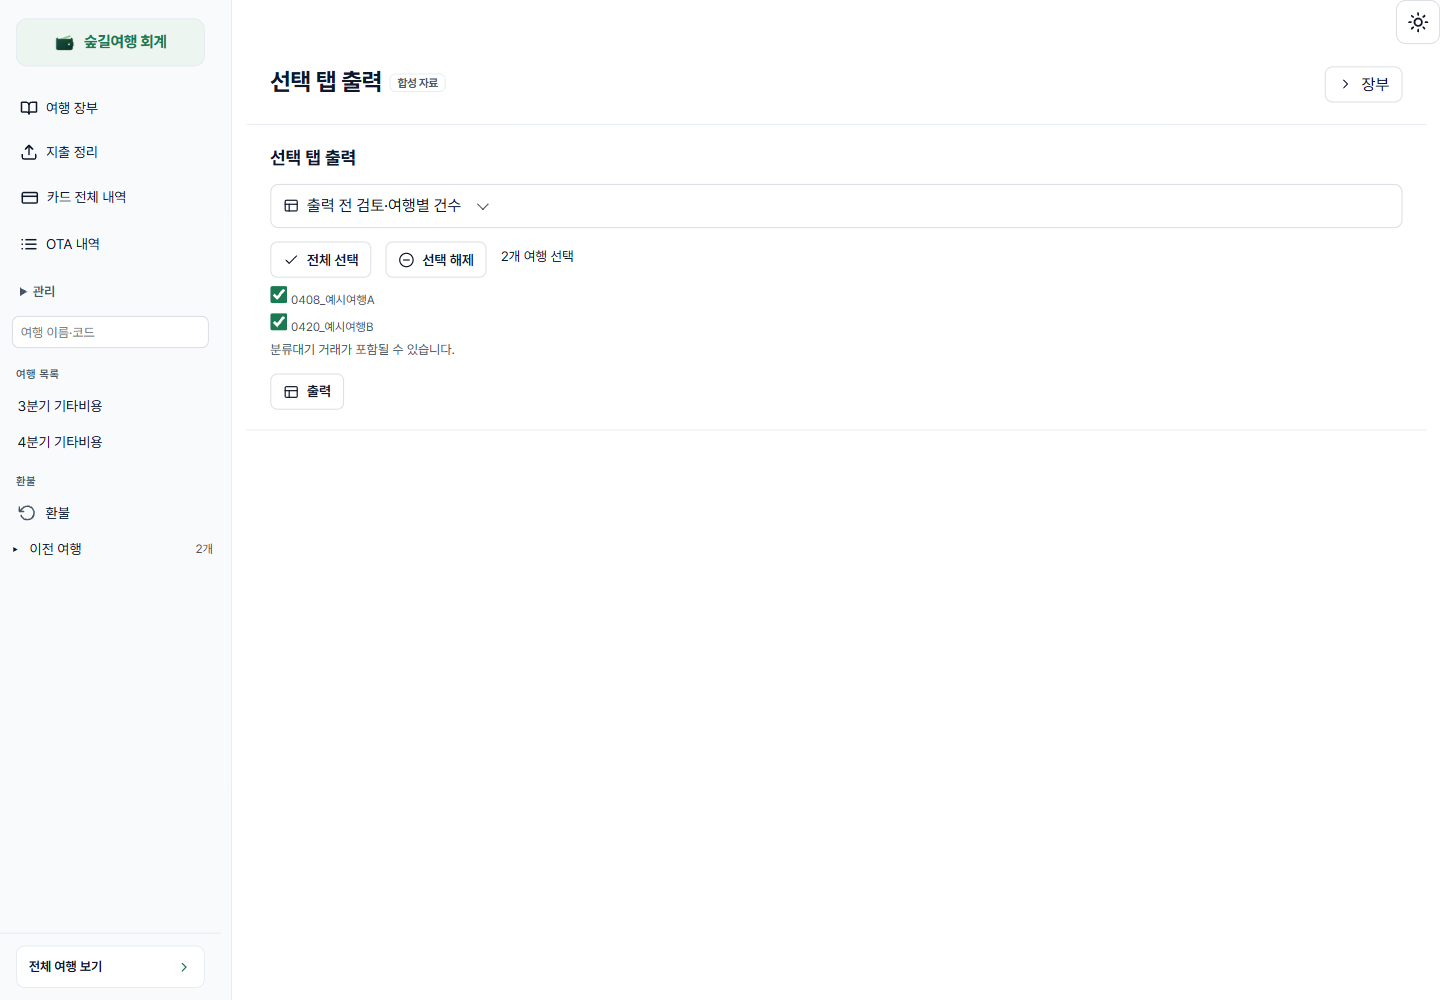 숲길여행 회계
여행 장부
지출 정리
카드 전체 내역
OTA 내역
관리
여행 이름·코드
여행 목록
3분기 기타비용
4분기 기타비용
환불
환불
이전 여행 2개
전체 여행 보기
선택 탭 출력 합성 자료
장부
선택 탭 출력
출력 전 검토·여행별 건수
전체 선택 선택 해제 2개 여행 선택
0408_예시여행A
0420_예시여행B
분류대기 거래가 포함될 수 있습니다.
출력